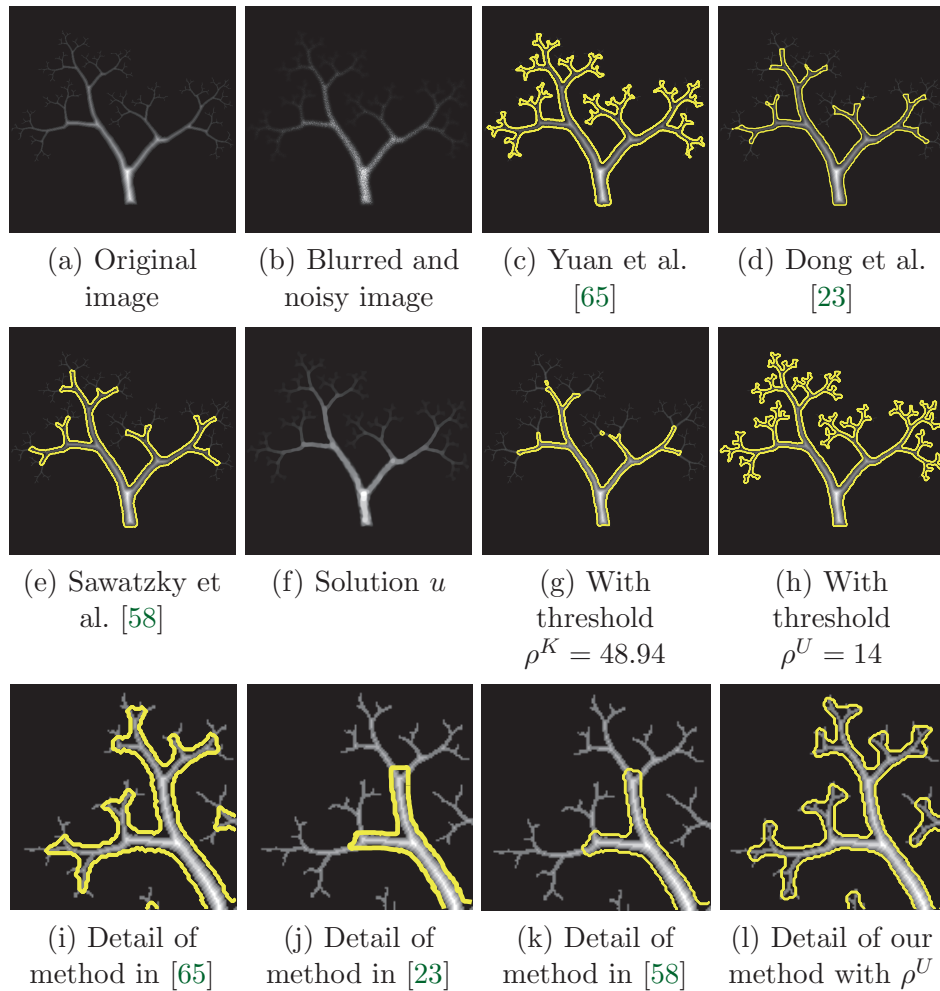 (a) Original
image
(b) Blurred and
noisy image
(c) Yuan et al.
[65]
(d) Dong et al.
[23]
(e) Sawatzky et
al. [58]
(f) Solution u
(g) With
threshold
ρ^K = 48.94
(h) With
threshold
ρ^U = 14
(i) Detail of
method in [65]
(j) Detail of
method in [23]
(k) Detail of
method in [58]
(l) Detail of our
method with ρ^U